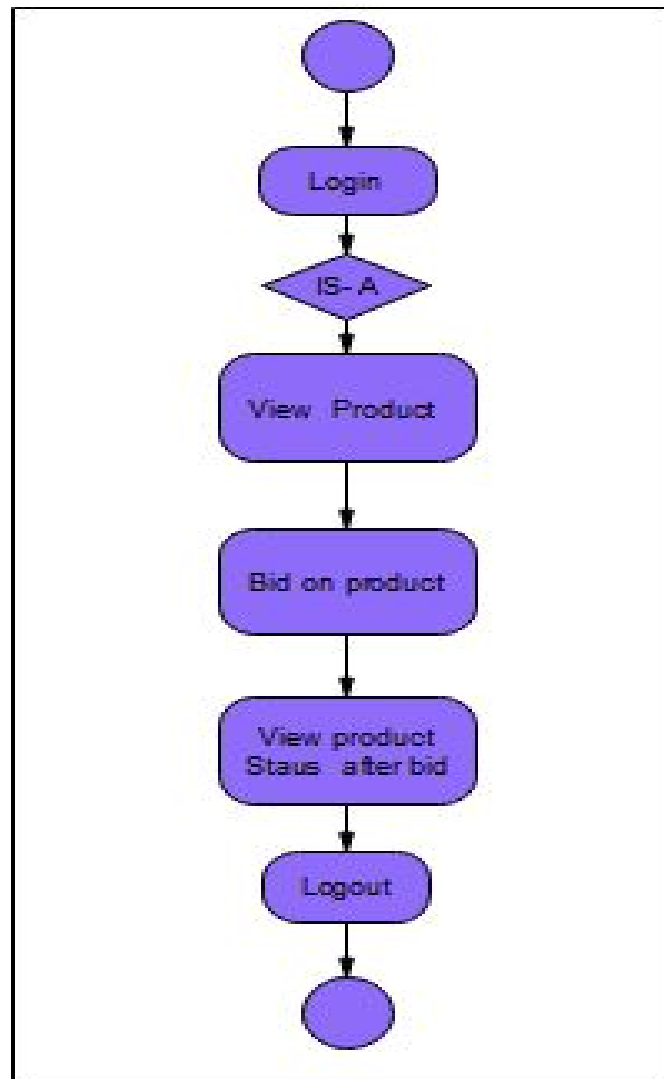 Login
IS-A
View Product
Bid on product
View product
Staus after bid
Logout